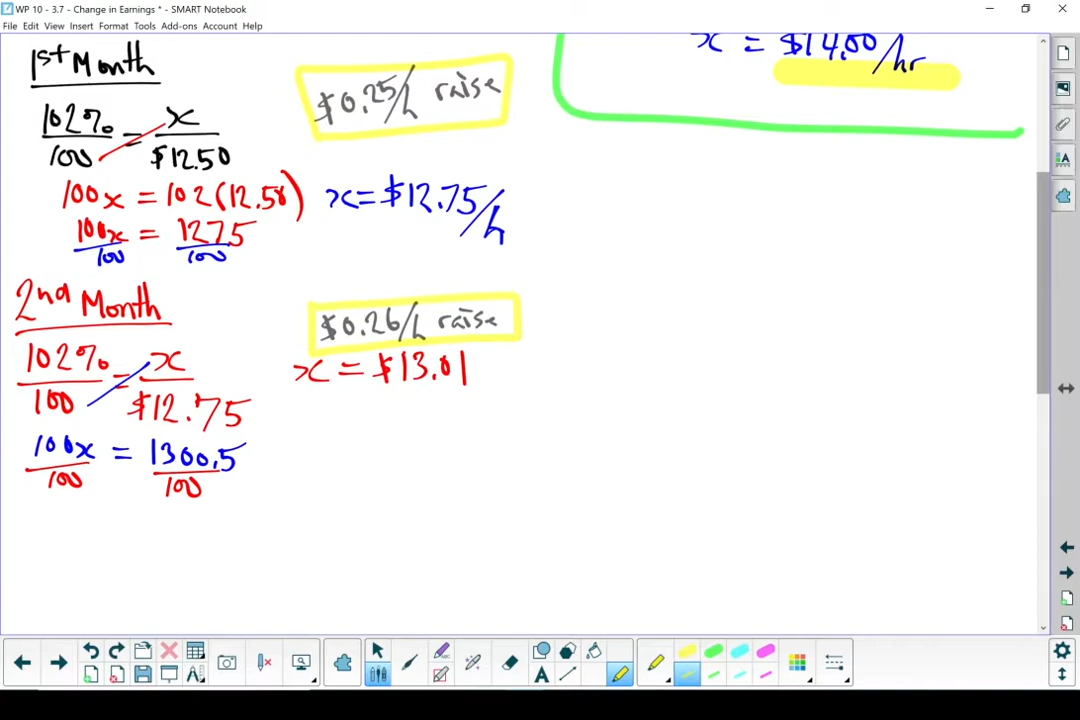 WP 10 - 3.7 - Change in Earnings * - SMART Notebook
File Edit View Insert Format Tools Add-ons Account Help
x = $14.00/hr
1st Month
$0.25/h raise
102% / 100 = x / $12.50
100x = 102(12.50)
x = $12.75/h
100x / 100 = 1275 / 100
2nd Month
$0.26/h raise
102% / 100 = x / $12.75
x = $13.01
100x / 100 = 1300.5 / 100